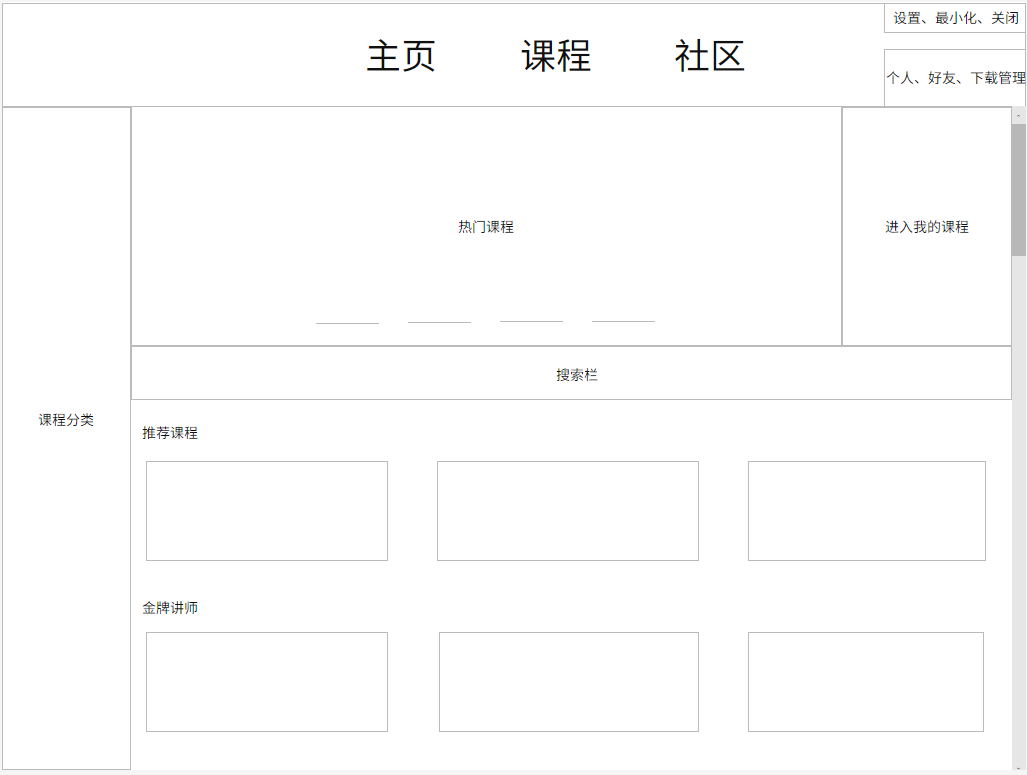 设置、最小化、关闭
主页 课程 社区
个人、好友、下载管理
热门课程
进入我的课程
搜索栏
课程分类
推荐课程
金牌讲师